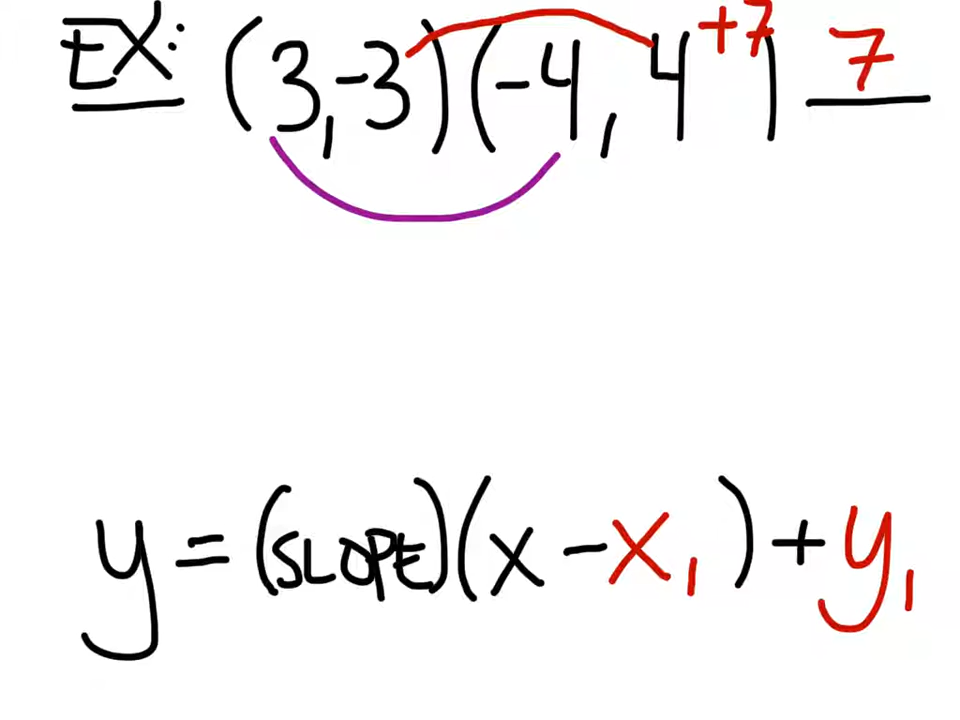 EX: (3,-3)(-4,4+7) 7
y = (SLOPE)(x - x₁) + y₁